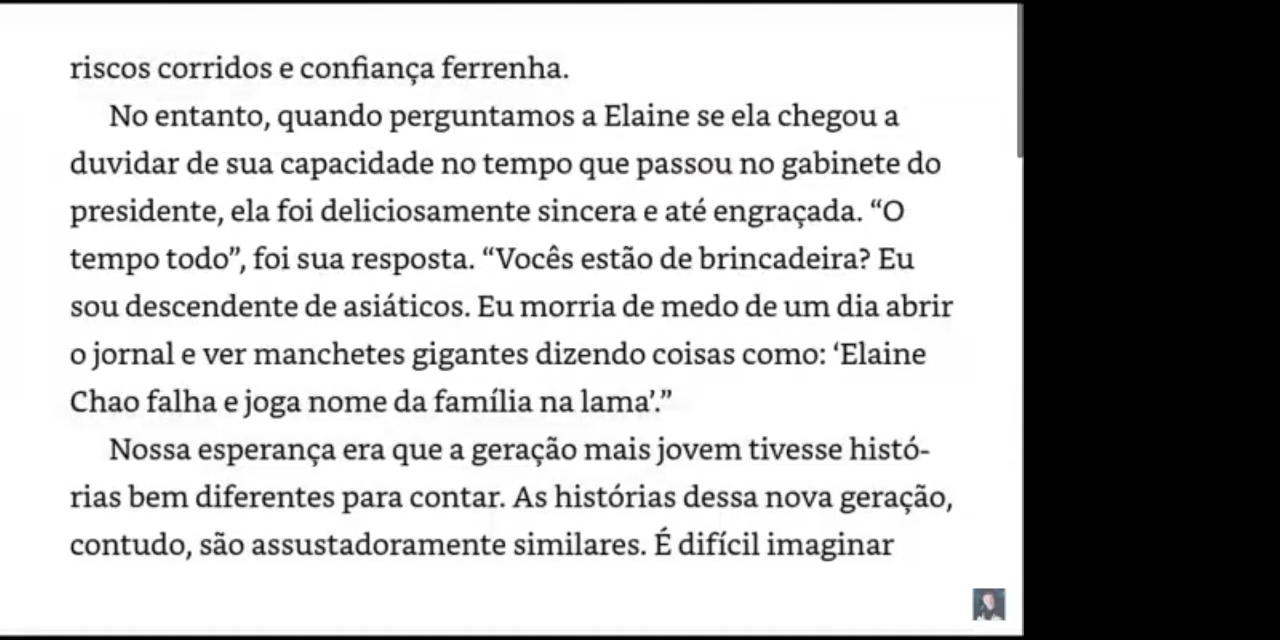 riscos corridos e confiança ferrenha.
No entanto, quando perguntamos a Elaine se ela chegou a
duvidar de sua capacidade no tempo que passou no gabinete do
presidente, ela foi deliciosamente sincera e até engraçada. “O
tempo todo”, foi sua resposta. “Vocês estão de brincadeira? Eu
sou descendente de asiáticos. Eu morria de medo de um dia abrir
o jornal e ver manchetes gigantes dizendo coisas como: ‘Elaine
Chao falha e joga nome da família na lama’.”
Nossa esperança era que a geração mais jovem tivesse histó-
rias bem diferentes para contar. As histórias dessa nova geração,
contudo, são assustadoramente similares. É difícil imaginar